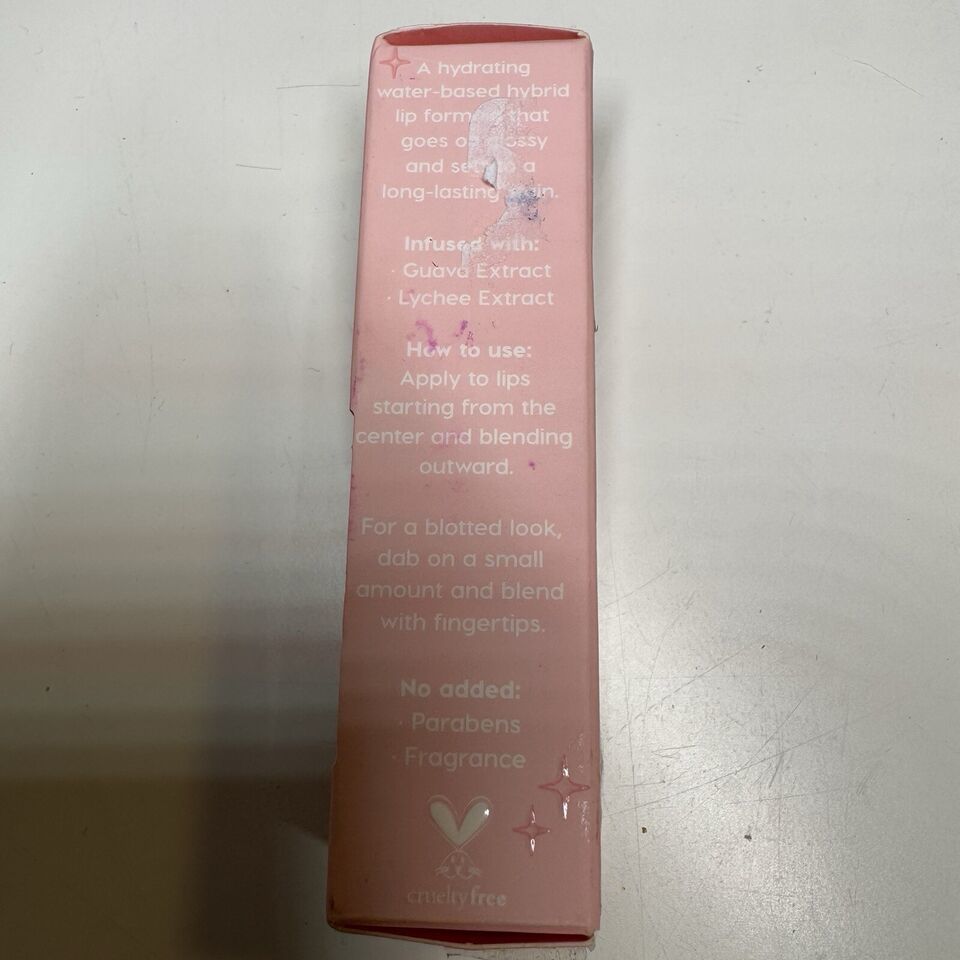 A hydrating
water-based hybrid
lip that
goes
and a
long-lasting
Infused with:
· Guava Extract
· Lychee Extract
How to use:
Apply to lips
starting from the
center and blending
outward.
For a blotted look,
dab on a small
amount and blend
with fingertips.
No added:
· Parabens
· Fragrance
crueltyfree